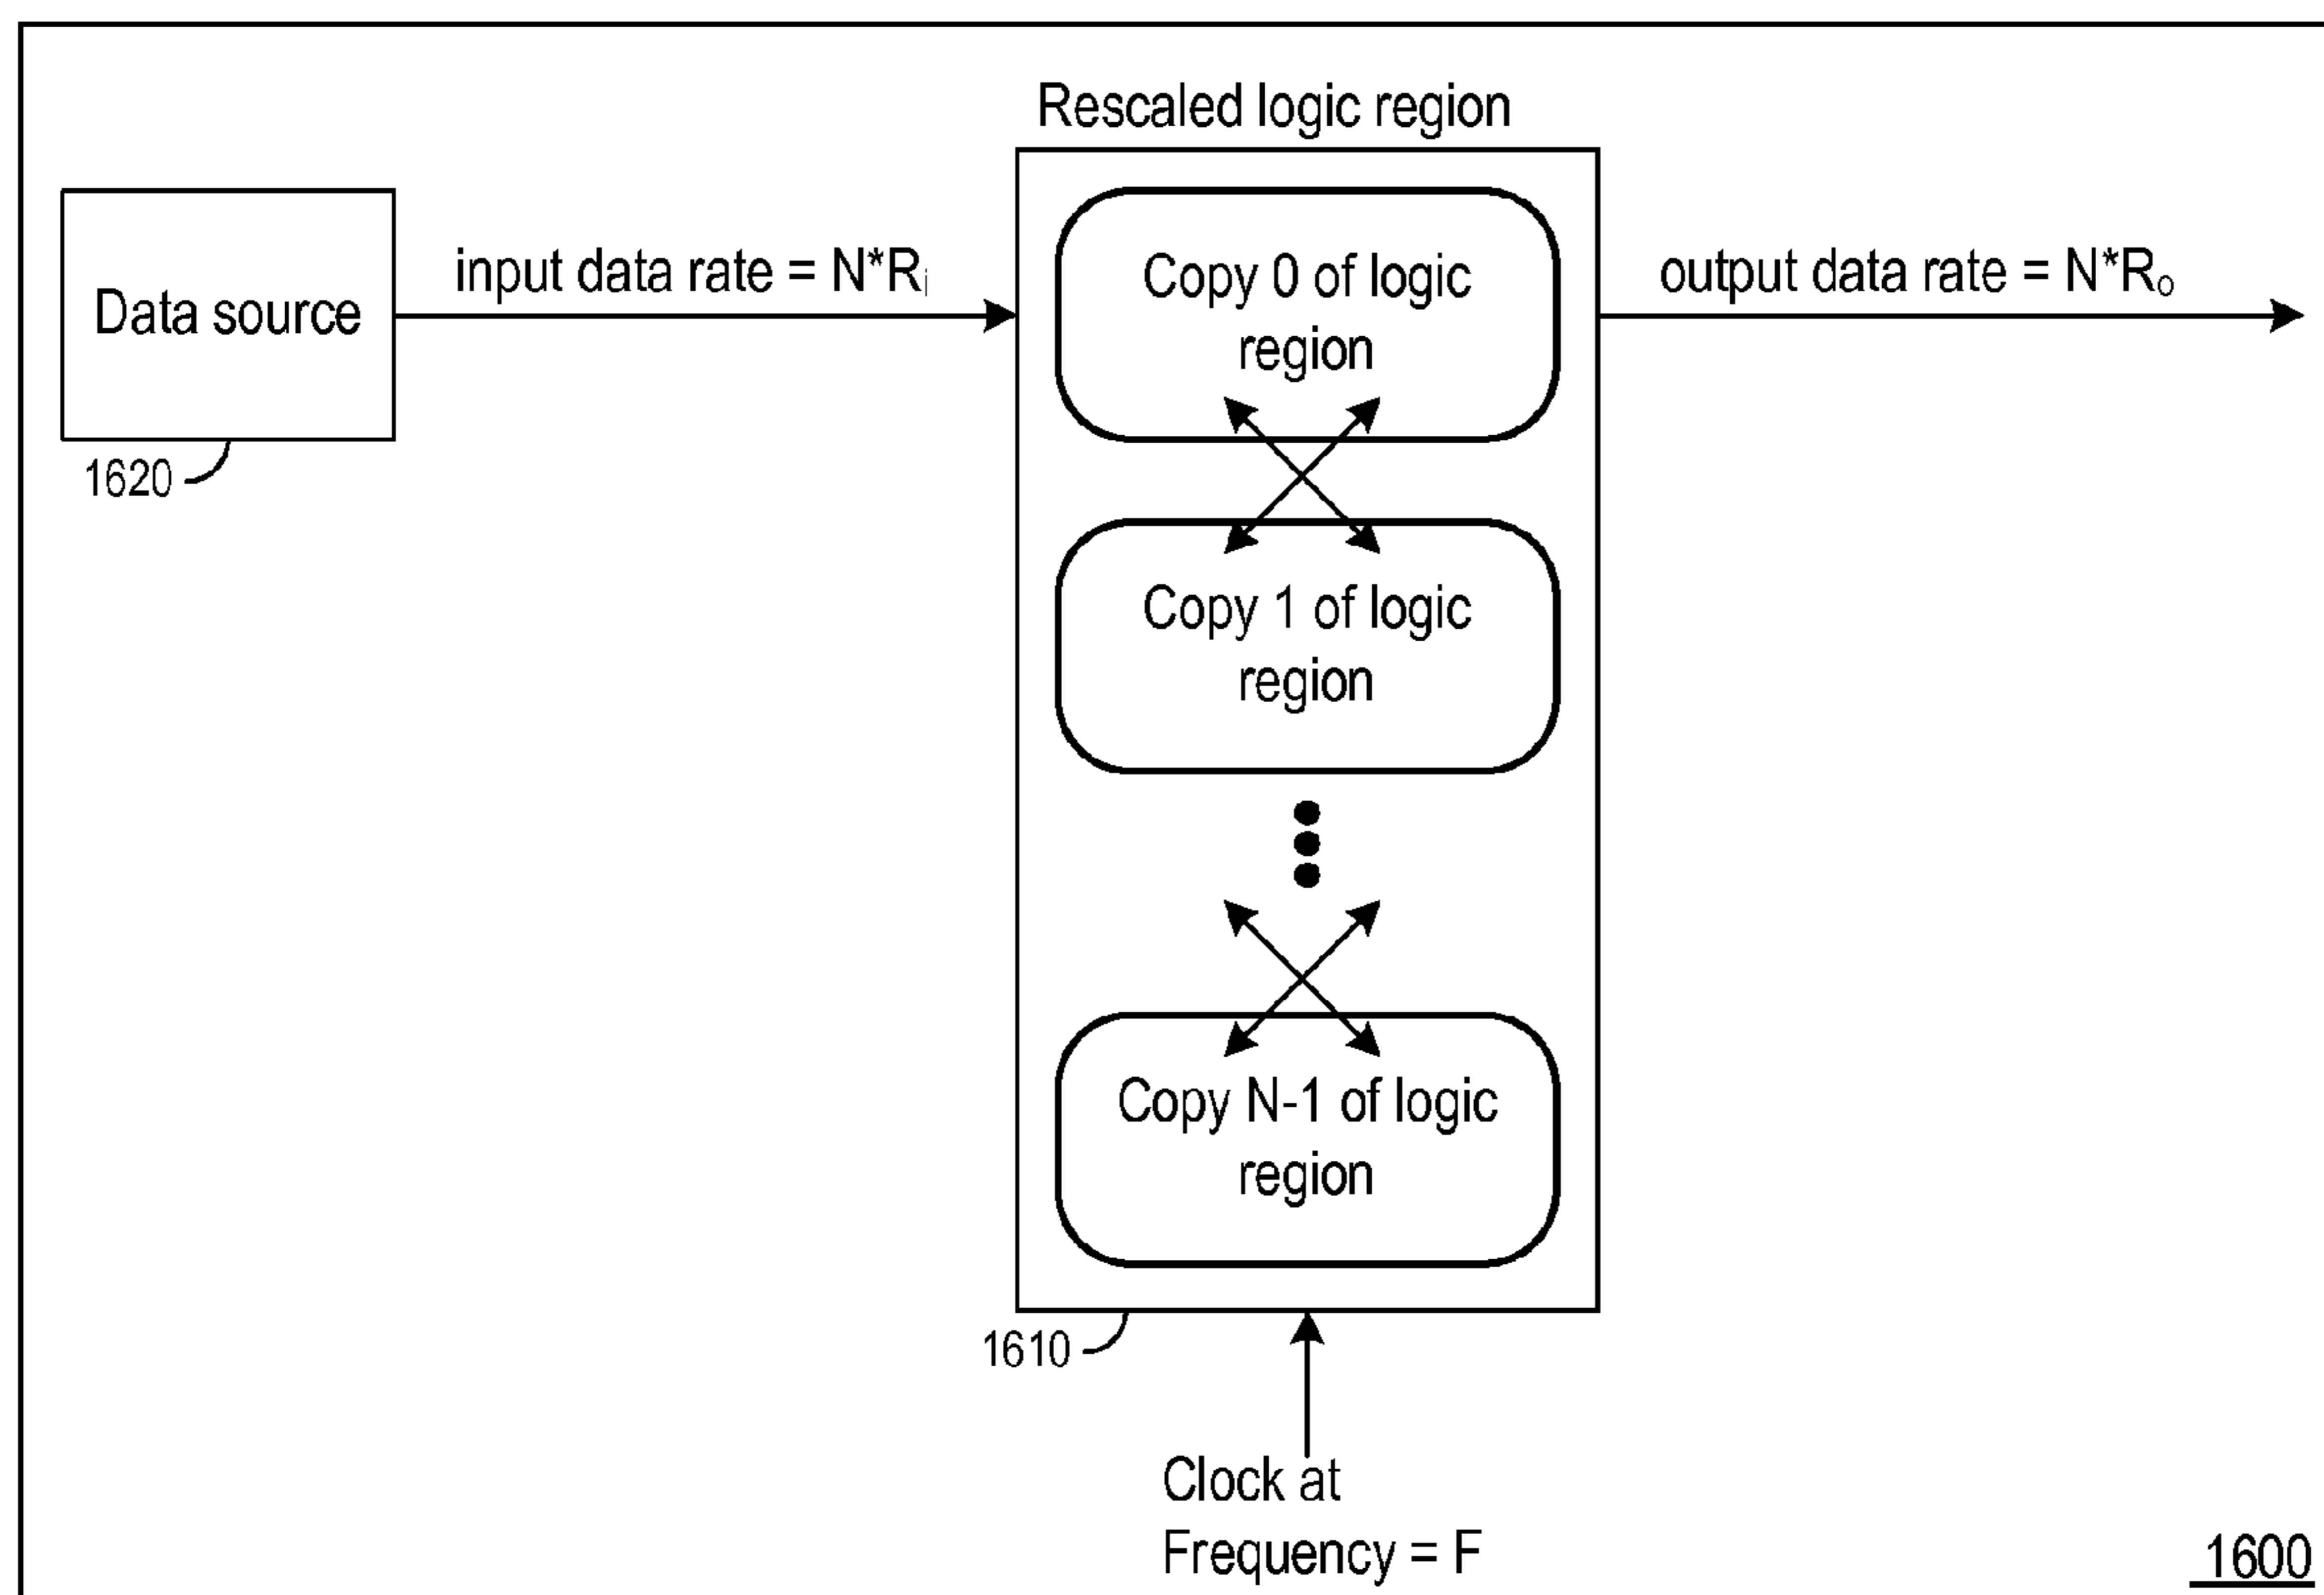 Rescaled logic region
Data source
1620
input data rate = N*Ri
Copy 0 of logic
region
output data rate = N*Ro
Copy 1 of logic
region
Copy N-1 of logic
region
1610
Clock at
Frequency = F
1600